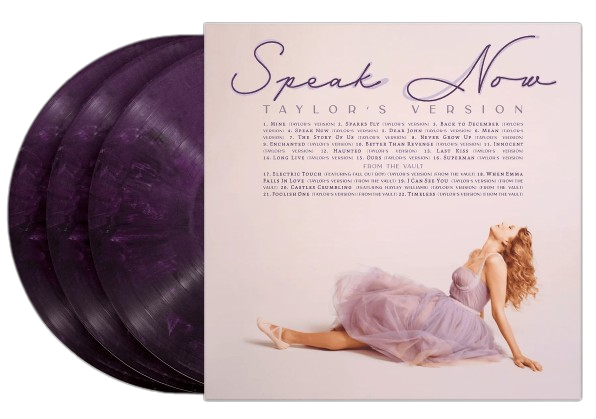 Speak Now
TAYLOR'S VERSION
1. MINE (TAYLOR'S VERSION) 2. SPARKS FLY (TAYLOR'S VERSION) 3. BACK TO DECEMBER (TAYLOR'S
VERSION) 4. SPEAK NOW (TAYLOR'S VERSION) 5. DEAR JOHN (TAYLOR'S VERSION) 6. MEAN (TAYLOR'S
VERSION) 7. THE STORY OF US (TAYLOR'S VERSION) 8. NEVER GROW UP (TAYLOR'S VERSION)
9. ENCHANTED (TAYLOR'S VERSION) 10. BETTER THAN REVENGE (TAYLOR'S VERSION) 11. INNOCENT
(TAYLOR'S VERSION) 12. HAUNTED (TAYLOR'S VERSION) 13. LAST KISS (TAYLOR'S VERSION)
14. LONG LIVE (TAYLOR'S VERSION) 15. OURS (TAYLOR'S VERSION) 16. SUPERMAN (TAYLOR'S VERSION)
FROM THE VAULT
17. ELECTRIC TOUCH (FEATURING FALL OUT BOY) (TAYLOR'S VERSION) (FROM THE VAULT) 18. WHEN EMMA
FALLS IN LOVE (TAYLOR'S VERSION) (FROM THE VAULT) 19. I CAN SEE YOU (TAYLOR'S VERSION) (FROM THE
VAULT) 20. CASTLES CRUMBLING (FEATURING HAYLEY WILLIAMS) (TAYLOR'S VERSION) (FROM THE VAULT)
21. FOOLISH ONE (TAYLOR'S VERSION) (FROM THE VAULT) 22. TIMELESS (TAYLOR'S VERSION) (FROM THE VAULT)